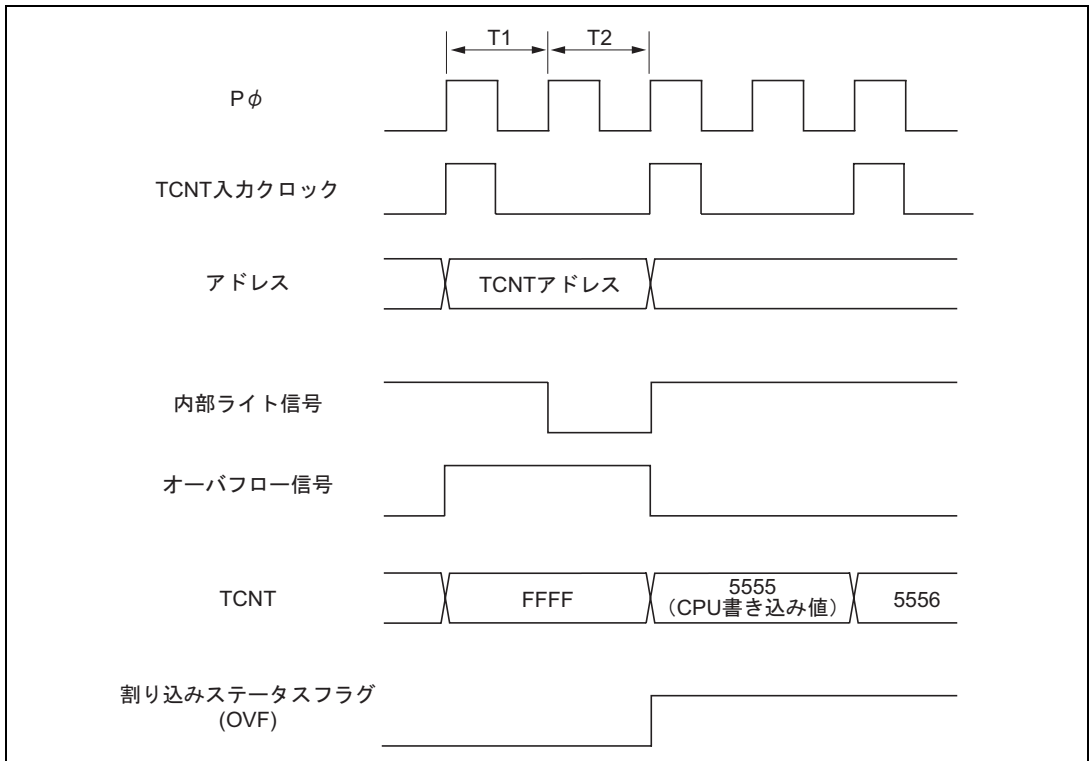 T1 T2
Pφ
TCNT入力クロック
アドレス TCNTアドレス
内部ライト信号
オーバフロー信号
TCNT FFFF 5555 5556
（CPU書き込み値）
割り込みステータスフラグ
(OVF)